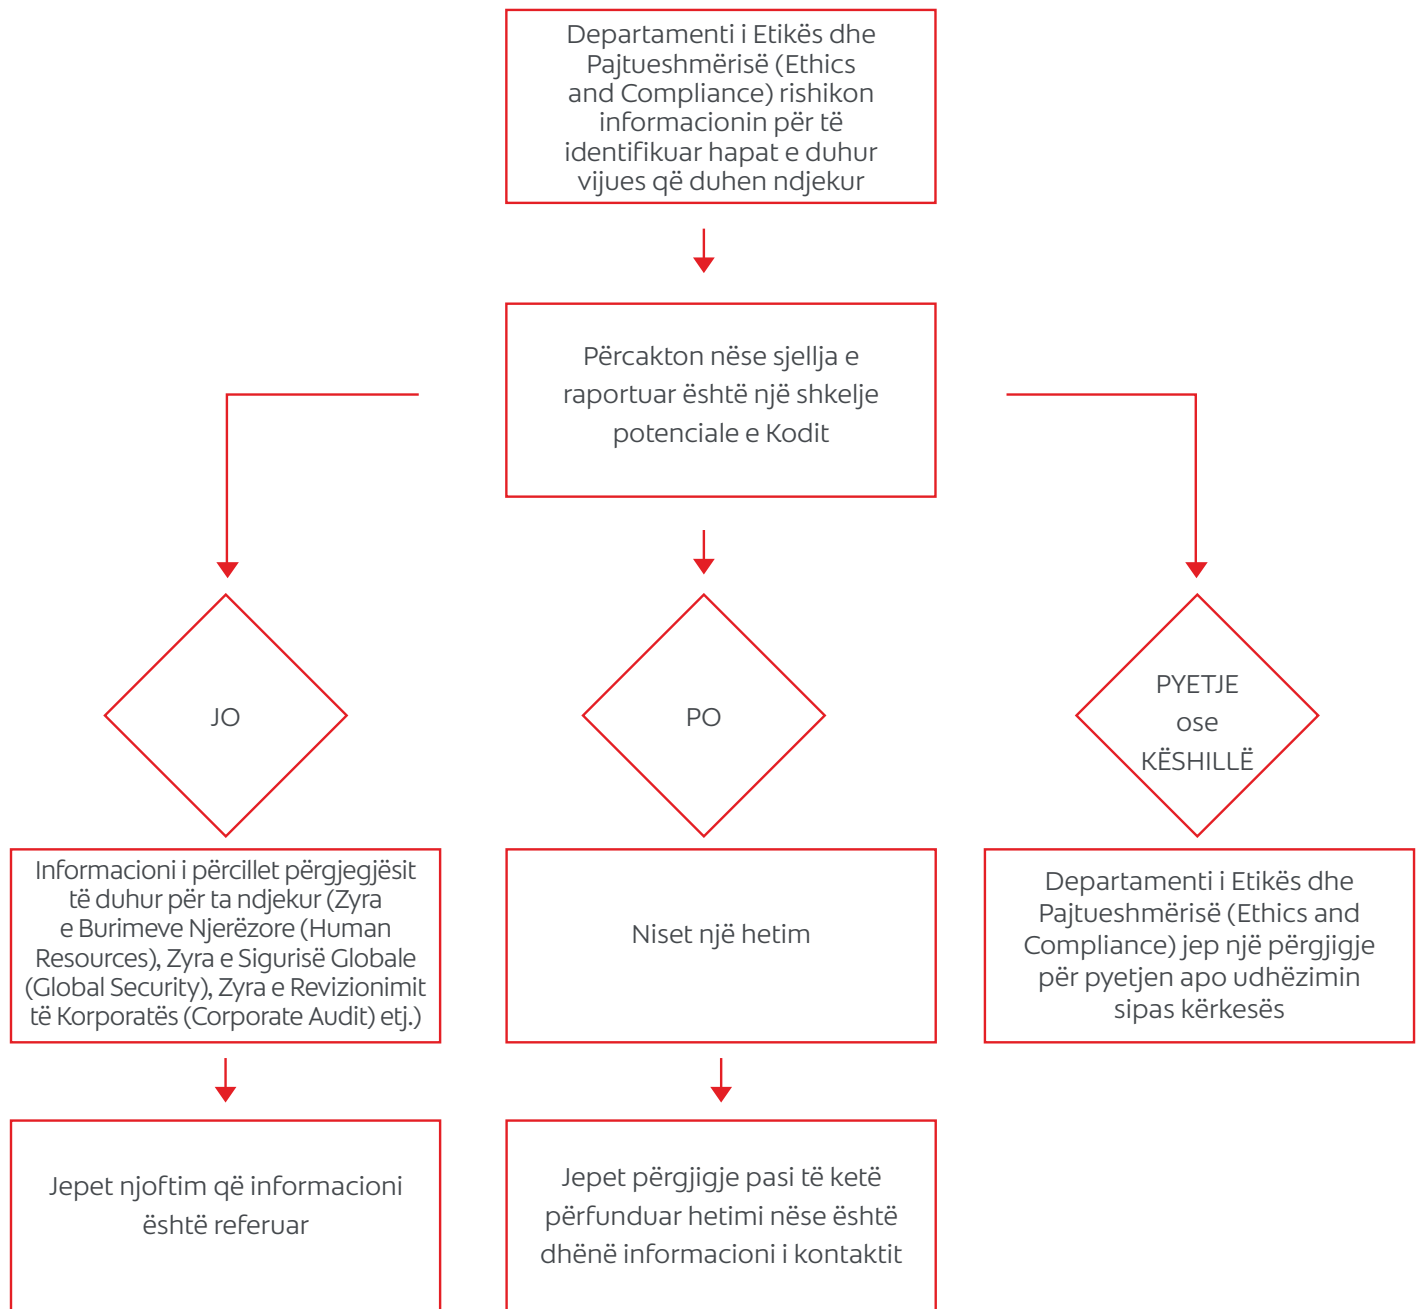 Departamenti i Etikës dhe
Pajtueshmërisë (Ethics
and Compliance) rishikon
informacionin për të
identifikuar hapat e duhur
vijues që duhen ndjekur
Përcakton nëse sjellja e
raportuar është një shkelje
potenciale e Kodit
JO
PO
PYETJE
ose
KËSHILLË
Informacioni i përcillet përgjegjësit
të duhur për ta ndjekur (Zyra
e Burimeve Njerëzore (Human
Resources), Zyra e Sigurisë Globale
(Global Security), Zyra e Revizionimit
të Korporatës (Corporate Audit) etj.)
Niset një hetim
Departamenti i Etikës dhe
Pajtueshmërisë (Ethics and
Compliance) jep një përgjigje
për pyetjen apo udhëzimin
sipas kërkesës
Jepet njoftim që informacioni
është referuar
Jepet përgjigje pasi të ketë
përfunduar hetimi nëse është
dhënë informacioni i kontaktit